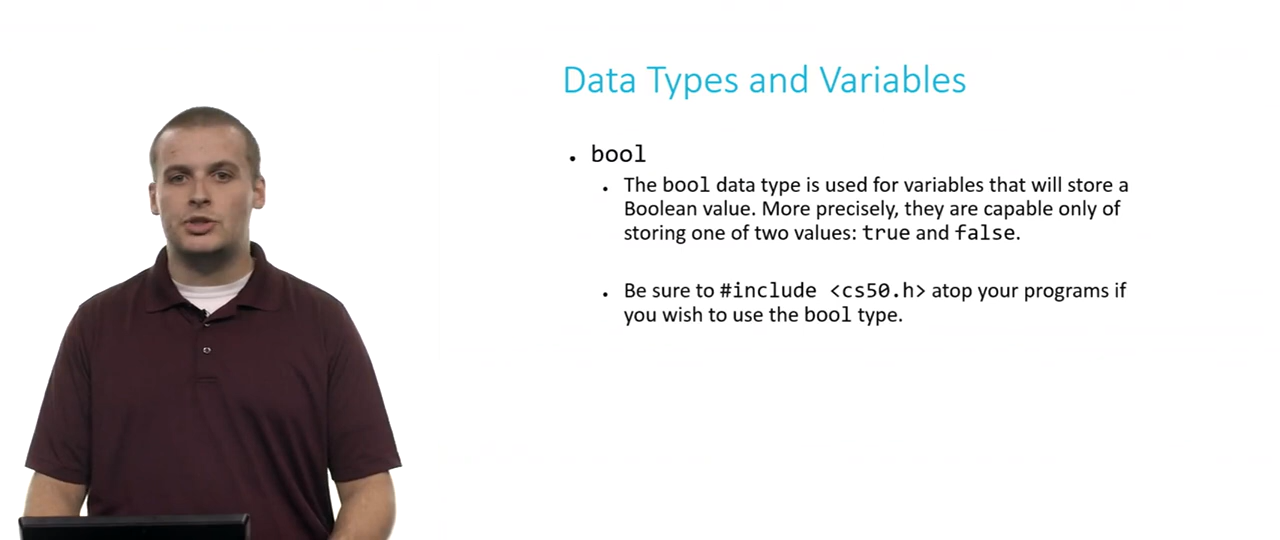 Data Types and Variables
• bool
• The bool data type is used for variables that will store a
Boolean value. More precisely, they are capable only of
storing one of two values: true and false.
• Be sure to #include <cs50.h> atop your programs if
you wish to use the bool type.